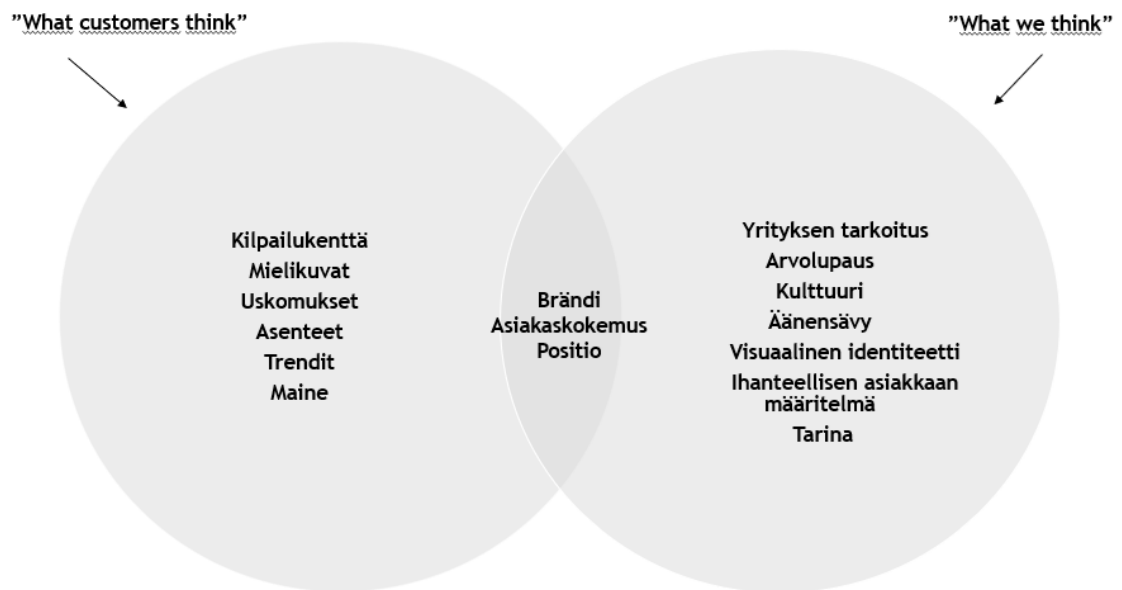 ”What customers think”
”What we think”
Kilpailukenttä
Mielikuvat
Uskomukset
Asenteet
Trendit
Maine
Brändi
Asiakaskokemus
Positio
Yrityksen tarkoitus
Arvolupaus
Kulttuuri
Äänensävy
Visuaalinen identiteetti
Ihanteellisen asiakkaan
määritelmä
Tarina